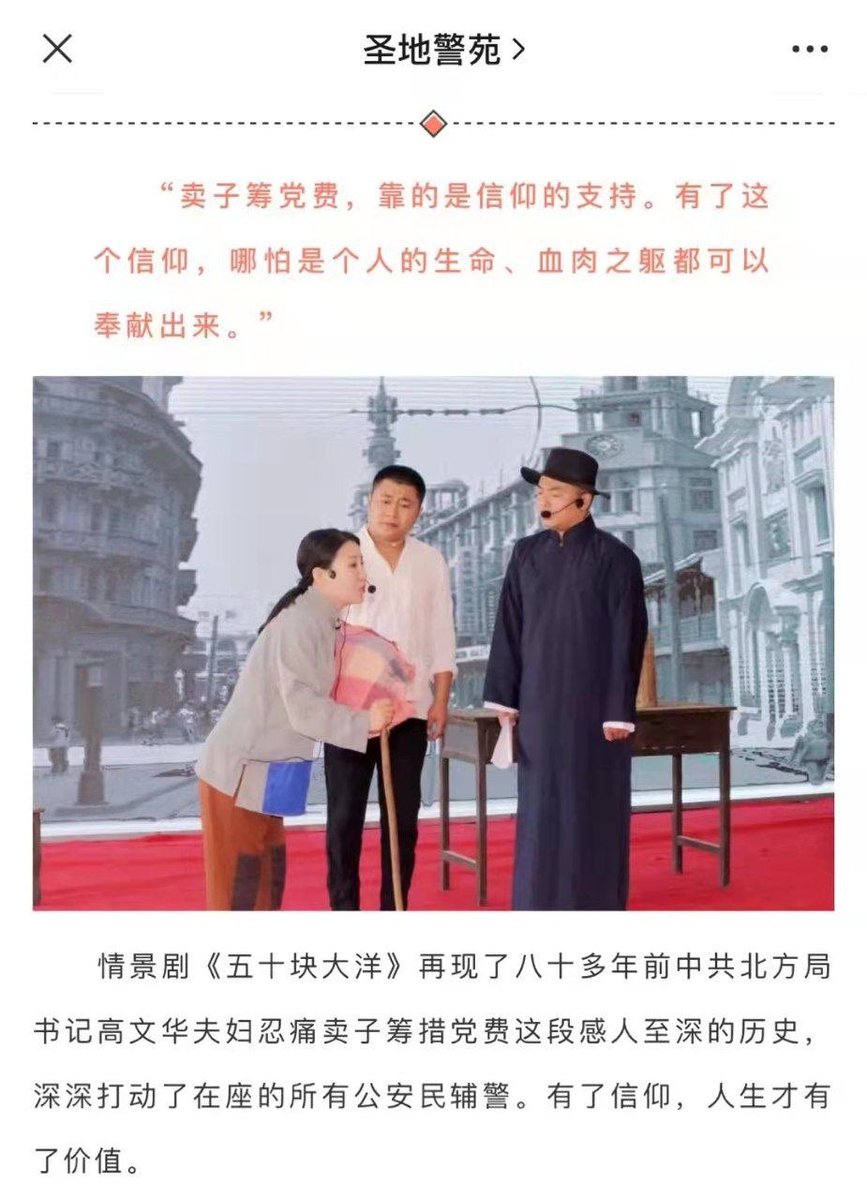 圣地警苑
“卖子筹党费，靠的是信仰的支持。有了这
个信仰，哪怕是个人的生命、血肉之躯都可以
奉献出来。”
情景剧《五十块大洋》再现了八十多年前中共北方局
书记高文华夫妇忍痛卖子筹措党费这段感人至深的历史，
深深打动了在座的所有公安民辅警。有了信仰，人生才有
了价值。